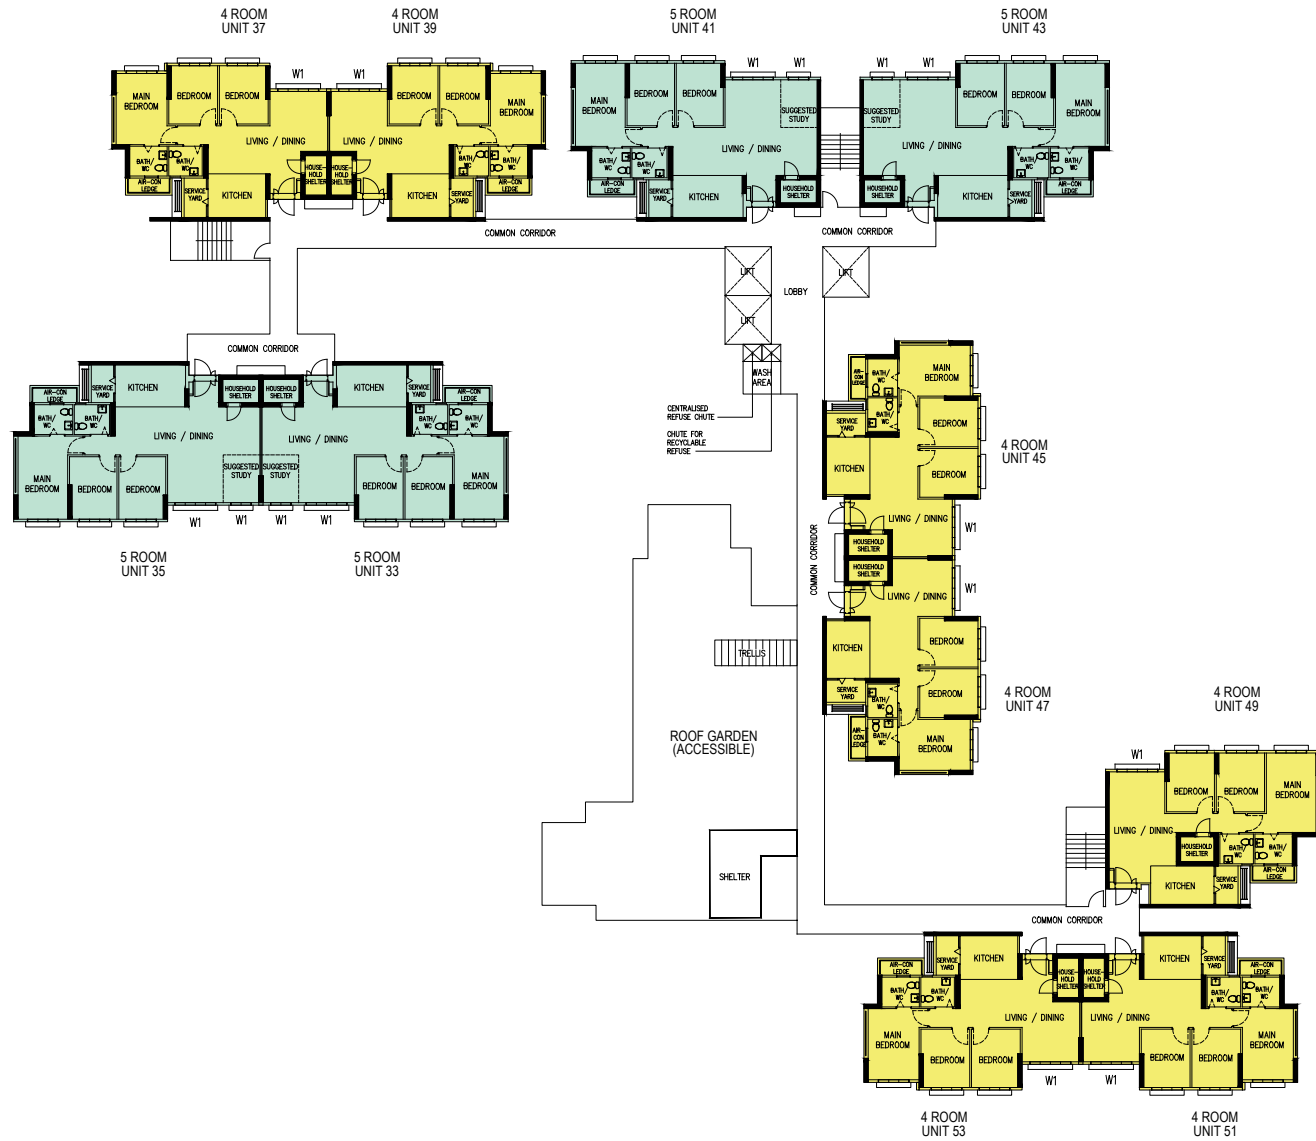 4 ROOM
UNIT 37
4 ROOM
UNIT 39
5 ROOM
UNIT 41
5 ROOM
UNIT 43
W1
W1
W1
W1
W1
W1
MAIN
BEDROOM
BEDROOM
BEDROOM
LIVING / DINING
BATH/
WC
BATH/
WC
AIR-CON
LEDGE
SERVICE
YARD
KITCHEN
HOUSE-
HOLD
SHELTER
HOUSE-
HOLD
SHELTER
BEDROOM
BEDROOM
MAIN
BEDROOM
LIVING / DINING
BATH/
WC
BATH/
WC
AIR-CON
LEDGE
SERVICE
YARD
KITCHEN
MAIN
BEDROOM
BEDROOM
BEDROOM
SUGGESTED
STUDY
LIVING / DINING
BATH/
WC
BATH/
WC
AIR-CON
LEDGE
SERVICE
YARD
KITCHEN
HOUSEHOLD
SHELTER
SUGGESTED
STUDY
BEDROOM
BEDROOM
MAIN
BEDROOM
LIVING / DINING
BATH/
WC
BATH/
WC
AIR-CON
LEDGE
SERVICE
YARD
KITCHEN
HOUSEHOLD
SHELTER
COMMON CORRIDOR
COMMON CORRIDOR
LIFT
LIFT
LIFT
LOBBY
WASH
AREA
CENTRALISED
REFUSE CHUTE
CHUTE FOR
RECYCLABLE
REFUSE
COMMON CORRIDOR
AIR-CON
LEDGE
SERVICE
YARD
KITCHEN
HOUSEHOLD
SHELTER
HOUSEHOLD
SHELTER
KITCHEN
SERVICE
YARD
AIR-CON
LEDGE
BATH/
WC
BATH/
WC
LIVING / DINING
SUGGESTED
STUDY
SUGGESTED
STUDY
LIVING / DINING
BATH/
WC
BATH/
WC
MAIN
BEDROOM
BEDROOM
BEDROOM
BEDROOM
BEDROOM
MAIN
BEDROOM
W1
W1
W1
W1
5 ROOM
UNIT 35
5 ROOM
UNIT 33
AIR-CON
LEDGE
BATH/
WC
BATH/
WC
MAIN
BEDROOM
SERVICE
YARD
BEDROOM
KITCHEN
BEDROOM
4 ROOM
UNIT 45
LIVING / DINING
W1
HOUSEHOLD
SHELTER
COMMON CORRIDOR
HOUSEHOLD
SHELTER
LIVING / DINING
W1
KITCHEN
BEDROOM
SERVICE
YARD
BEDROOM
BATH/
WC
BATH/
WC
AIR-CON
LEDGE
MAIN
BEDROOM
4 ROOM
UNIT 47
TRELLIS
ROOF GARDEN
(ACCESSIBLE)
SHELTER
4 ROOM
UNIT 49
W1
BEDROOM
BEDROOM
MAIN
BEDROOM
LIVING / DINING
HOUSEHOLD
SHELTER
BATH/
WC
BATH/
WC
AIR-CON
LEDGE
KITCHEN
SERVICE
YARD
COMMON CORRIDOR
AIR-CON
LEDGE
SERVICE
YARD
KITCHEN
HOUSE-
HOLD
SHELTER
HOUSE-
HOLD
SHELTER
KITCHEN
SERVICE
YARD
AIR-CON
LEDGE
BATH/
WC
BATH/
WC
LIVING / DINING
LIVING / DINING
BATH/
WC
BATH/
WC
MAIN
BEDROOM
BEDROOM
BEDROOM
BEDROOM
BEDROOM
MAIN
BEDROOM
W1
W1
4 ROOM
UNIT 53
4 ROOM
UNIT 51